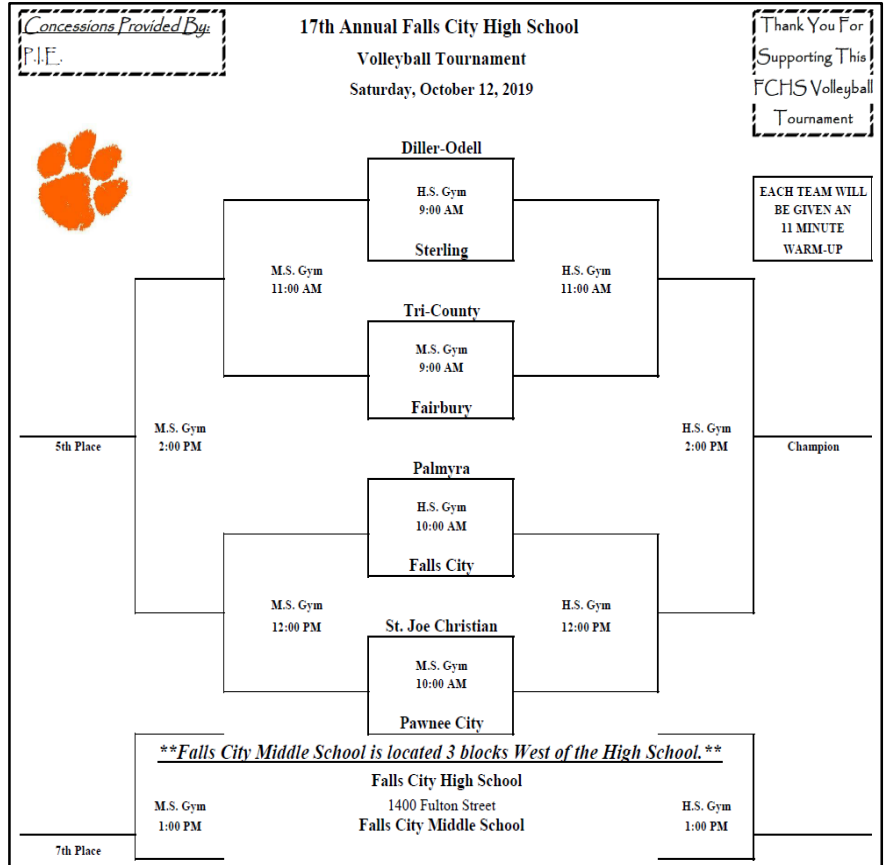 Concessions Provided By:
P.I.E.
17th Annual Falls City High School
Volleyball Tournament
Saturday, October 12, 2019
Thank You For
Supporting This
FCHS Volleyball
Tournament
EACH TEAM WILL
BE GIVEN AN
11 MINUTE
WARM-UP
Diller-Odell
H.S. Gym
9:00 AM
Sterling
M.S. Gym
11:00 AM
H.S. Gym
11:00 AM
Tri-County
M.S. Gym
9:00 AM
Fairbury
M.S. Gym
2:00 PM
5th Place
H.S. Gym
2:00 PM
Champion
Palmyra
H.S. Gym
10:00 AM
Falls City
M.S. Gym
12:00 PM
H.S. Gym
12:00 PM
St. Joe Christian
M.S. Gym
10:00 AM
Pawnee City
**Falls City Middle School is located 3 blocks West of the High School.**
Falls City High School
1400 Fulton Street
Falls City Middle School
M.S. Gym
1:00 PM
H.S. Gym
1:00 PM
7th Place